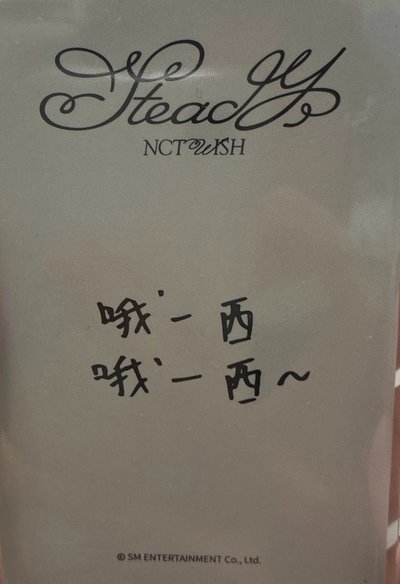 Steady
NCT WISH
哦一西
哦一西~
© SM ENTERTAINMENT Co., Ltd.